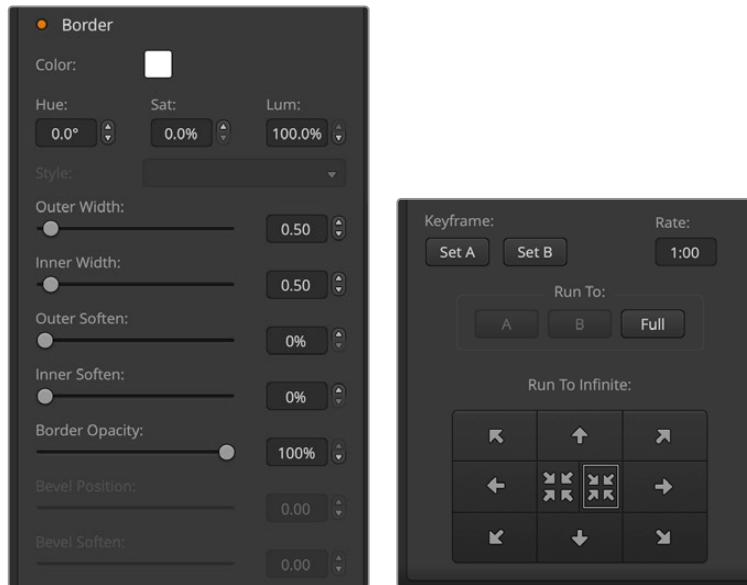 Border
Color:
Hue: Sat: Lum:
0.0° 0.0% 100.0%
Style:
Outer Width:
0.50
Inner Width:
0.50
Outer Soften:
0%
Inner Soften:
0%
Border Opacity:
100%
Bevel Position:
0.00
Bevel Soften:
0.00
Keyframe: Rate:
Set A Set B 1:00
Run To:
A B Full
Run To Infinite: